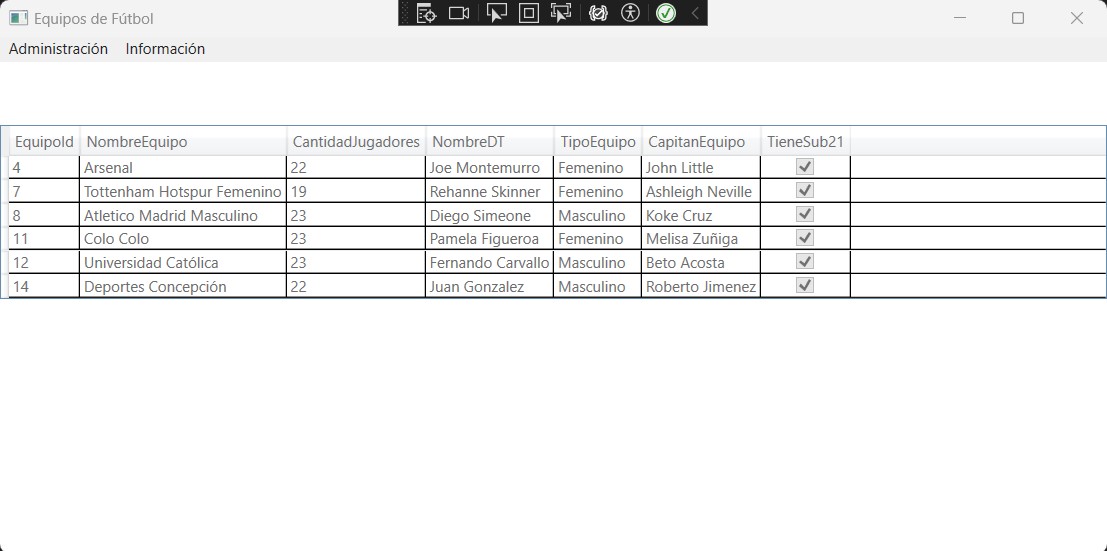 Equipos de Fútbol
Administración Información
EquipoId NombreEquipo CantidadJugadores NombreDT TipoEquipo CapitanEquipo TieneSub21
4 Arsenal 22 Joe Montemurro Femenino John Little
7 Tottenham Hotspur Femenino 19 Rehanne Skinner Femenino Ashleigh Neville
8 Atletico Madrid Masculino 23 Diego Simeone Masculino Koke Cruz
11 Colo Colo 23 Pamela Figueroa Femenino Melisa Zuñiga
12 Universidad Católica 23 Fernando Carvallo Masculino Beto Acosta
14 Deportes Concepción 22 Juan Gonzalez Masculino Roberto Jimenez